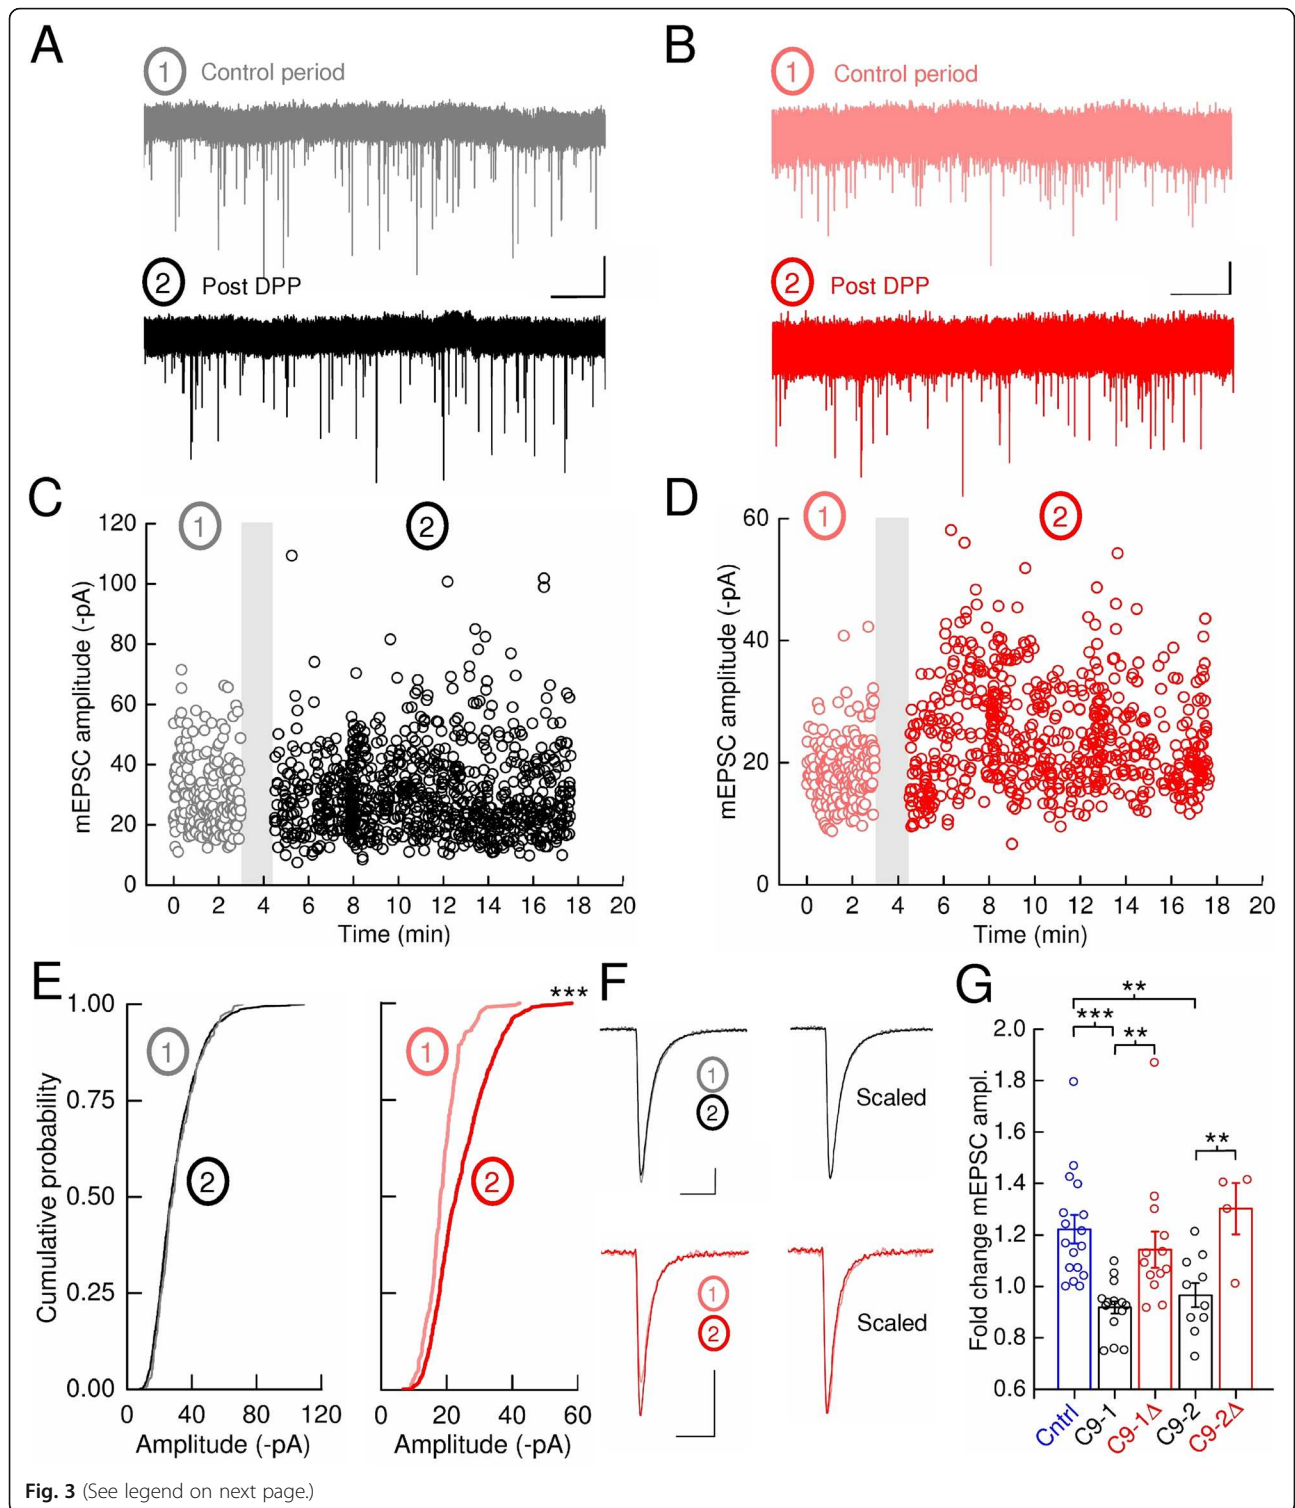 A
1 Control period
2 Post DPP
B
1 Control period
2 Post DPP
C
1 2
mEPSC amplitude (-pA)
120
100
80
60
40
20
0
0 2 4 6 8 10 12 14 16 18 20
Time (min)
D
1 2
mEPSC amplitude (-pA)
60
40
20
0
0 2 4 6 8 10 12 14 16 18 20
Time (min)
E
Cumulative probability
1.00
0.75
0.50
0.25
0.00
1
2
0 40 80 120
Amplitude (-pA)
***
1
2
0 20 40 60
Amplitude (-pA)
F
1
2
Scaled
1
2
Scaled
G
Fold change mEPSC ampl.
2.0
1.8
1.6
1.4
1.2
1.0
0.8
0.6
**
***
**
**
Cntrl C9-1 C9-1Δ C9-2 C9-2Δ
Fig. 3 (See legend on next page.)